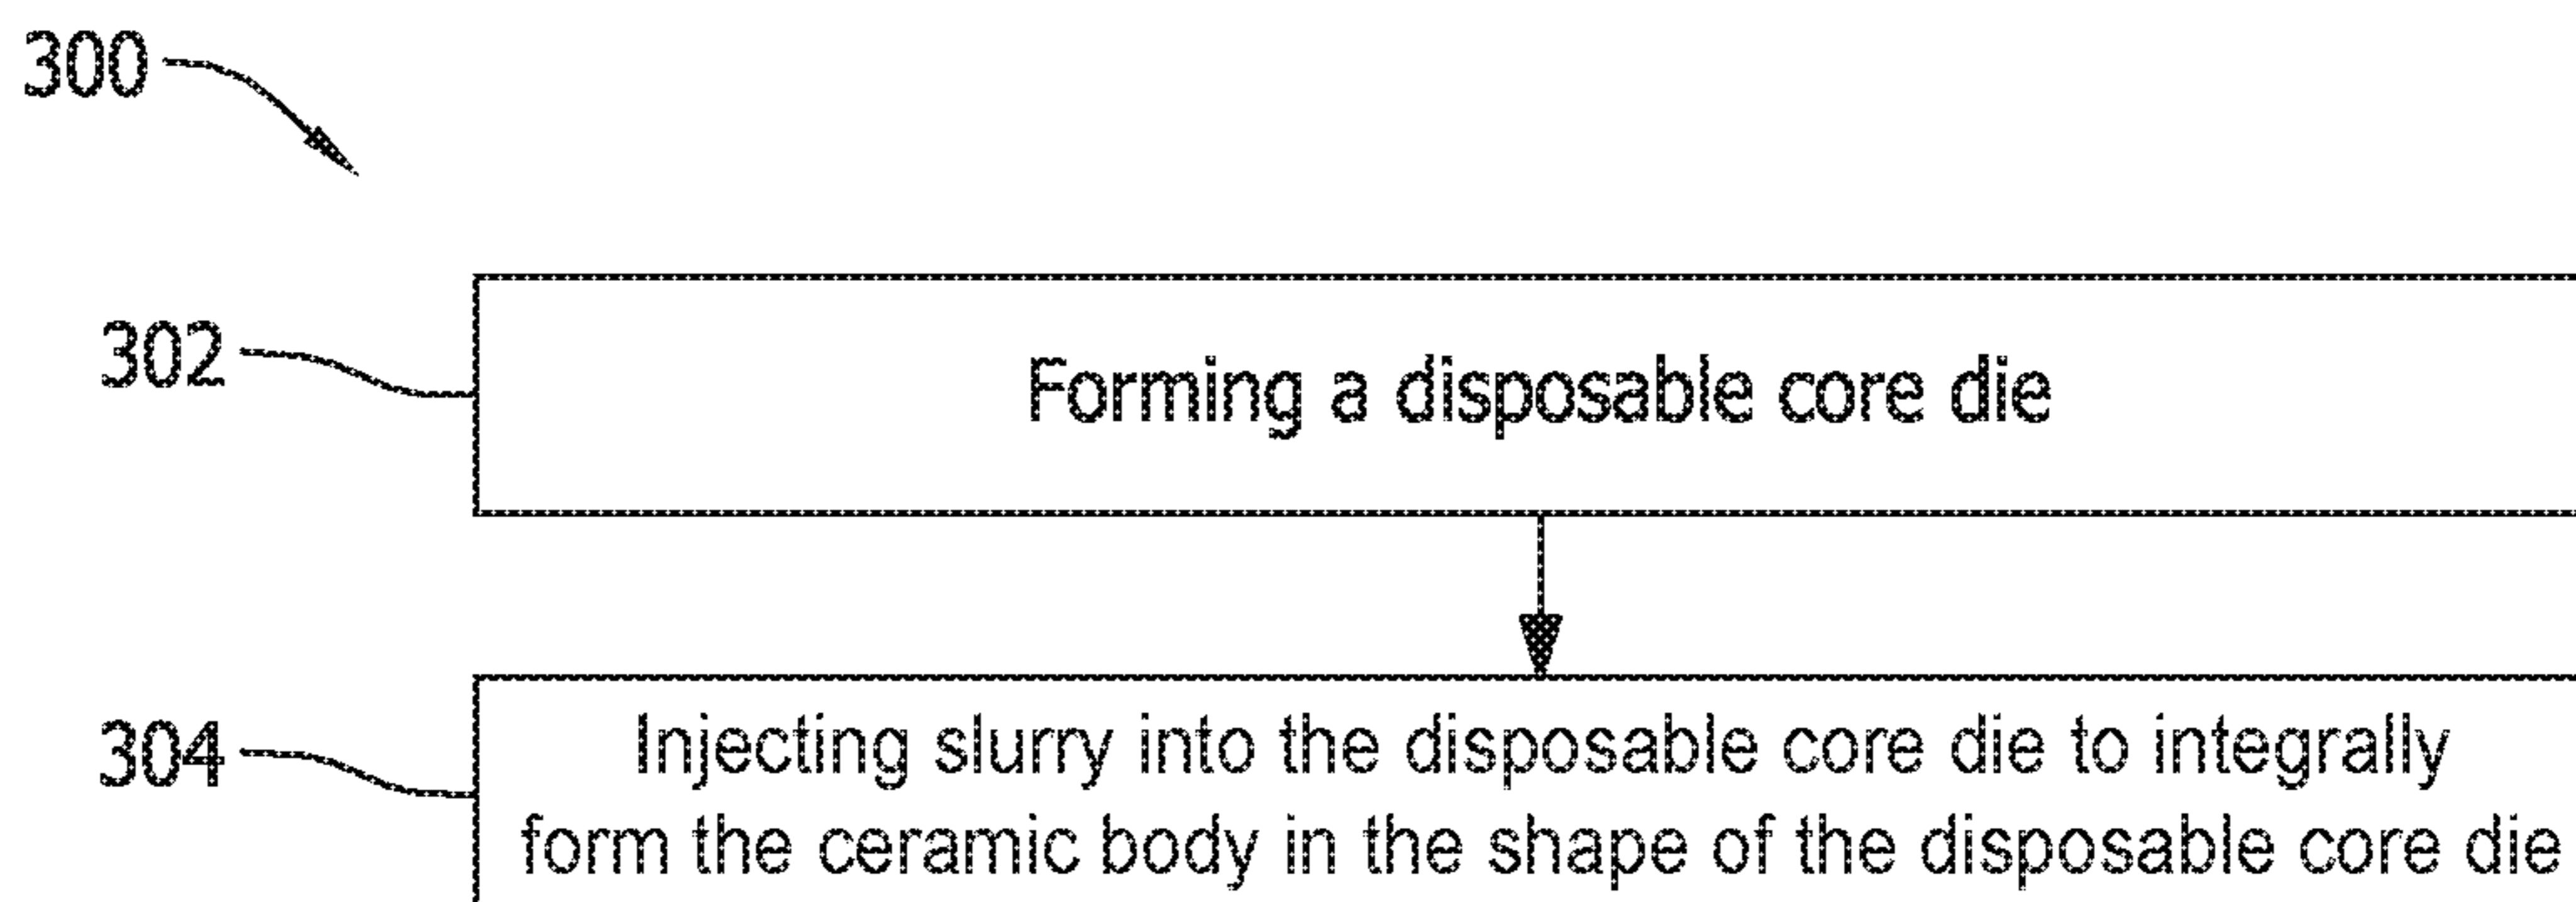 300
302
Forming a disposable core die
304
Injecting slurry into the disposable core die to integrally
form the ceramic body in the shape of the disposable core die